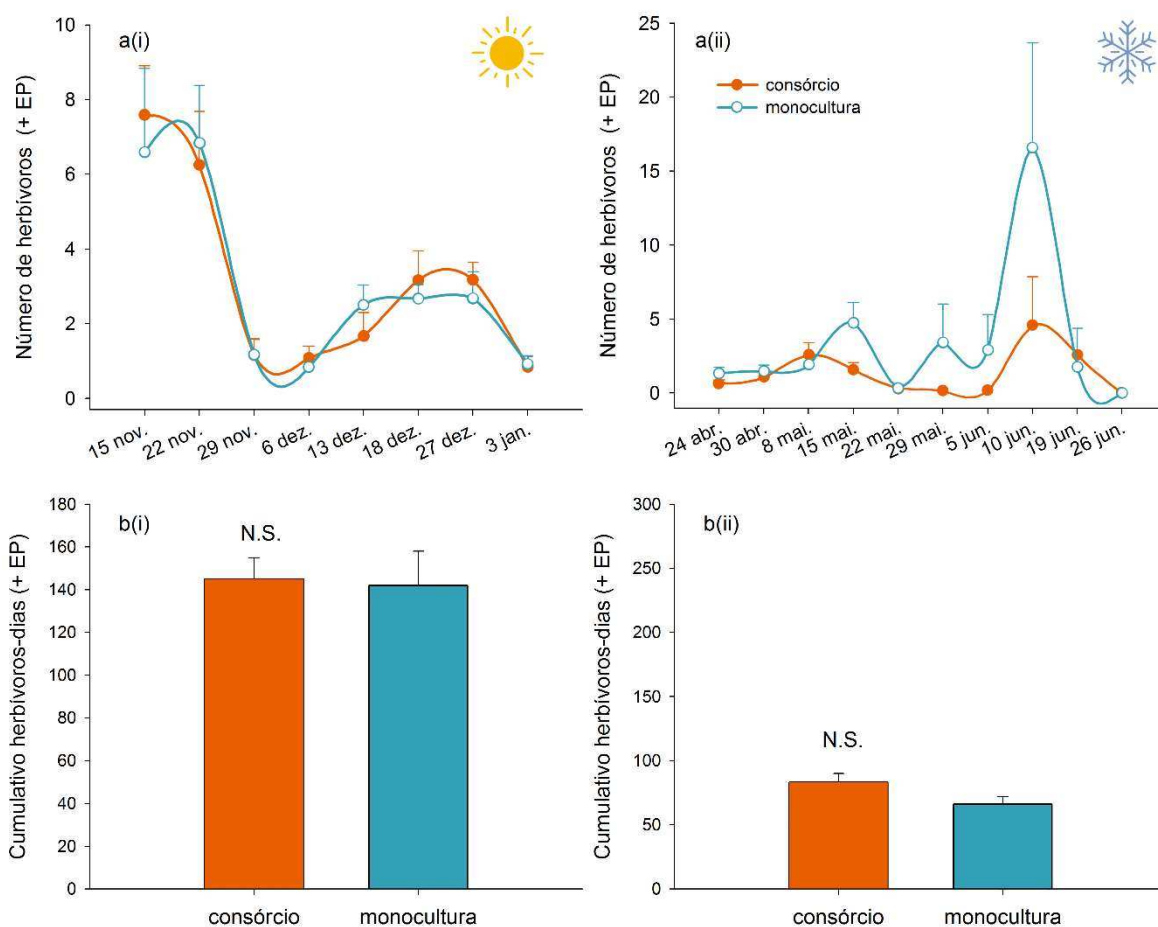 a(i)
Número de herbívoros (+ EP)
10
8
6
4
2
0
15 nov.
22 nov.
29 nov.
6 dez.
13 dez.
18 dez.
27 dez.
3 jan.
a(ii)
consórcio
monocultura
Número de herbívoros (+ EP)
25
20
15
10
5
0
24 abr.
30 abr.
8 mai.
15 mai.
22 mai.
29 mai.
5 jun.
10 jun.
19 jun.
26 jun.
b(i)
N.S.
Cumulativo herbívoros-dias (+ EP)
180
160
140
120
100
80
60
40
20
0
consórcio
monocultura
b(ii)
N.S.
Cumulativo herbívoros-dias (+ EP)
300
250
200
150
100
50
0
consórcio
monocultura